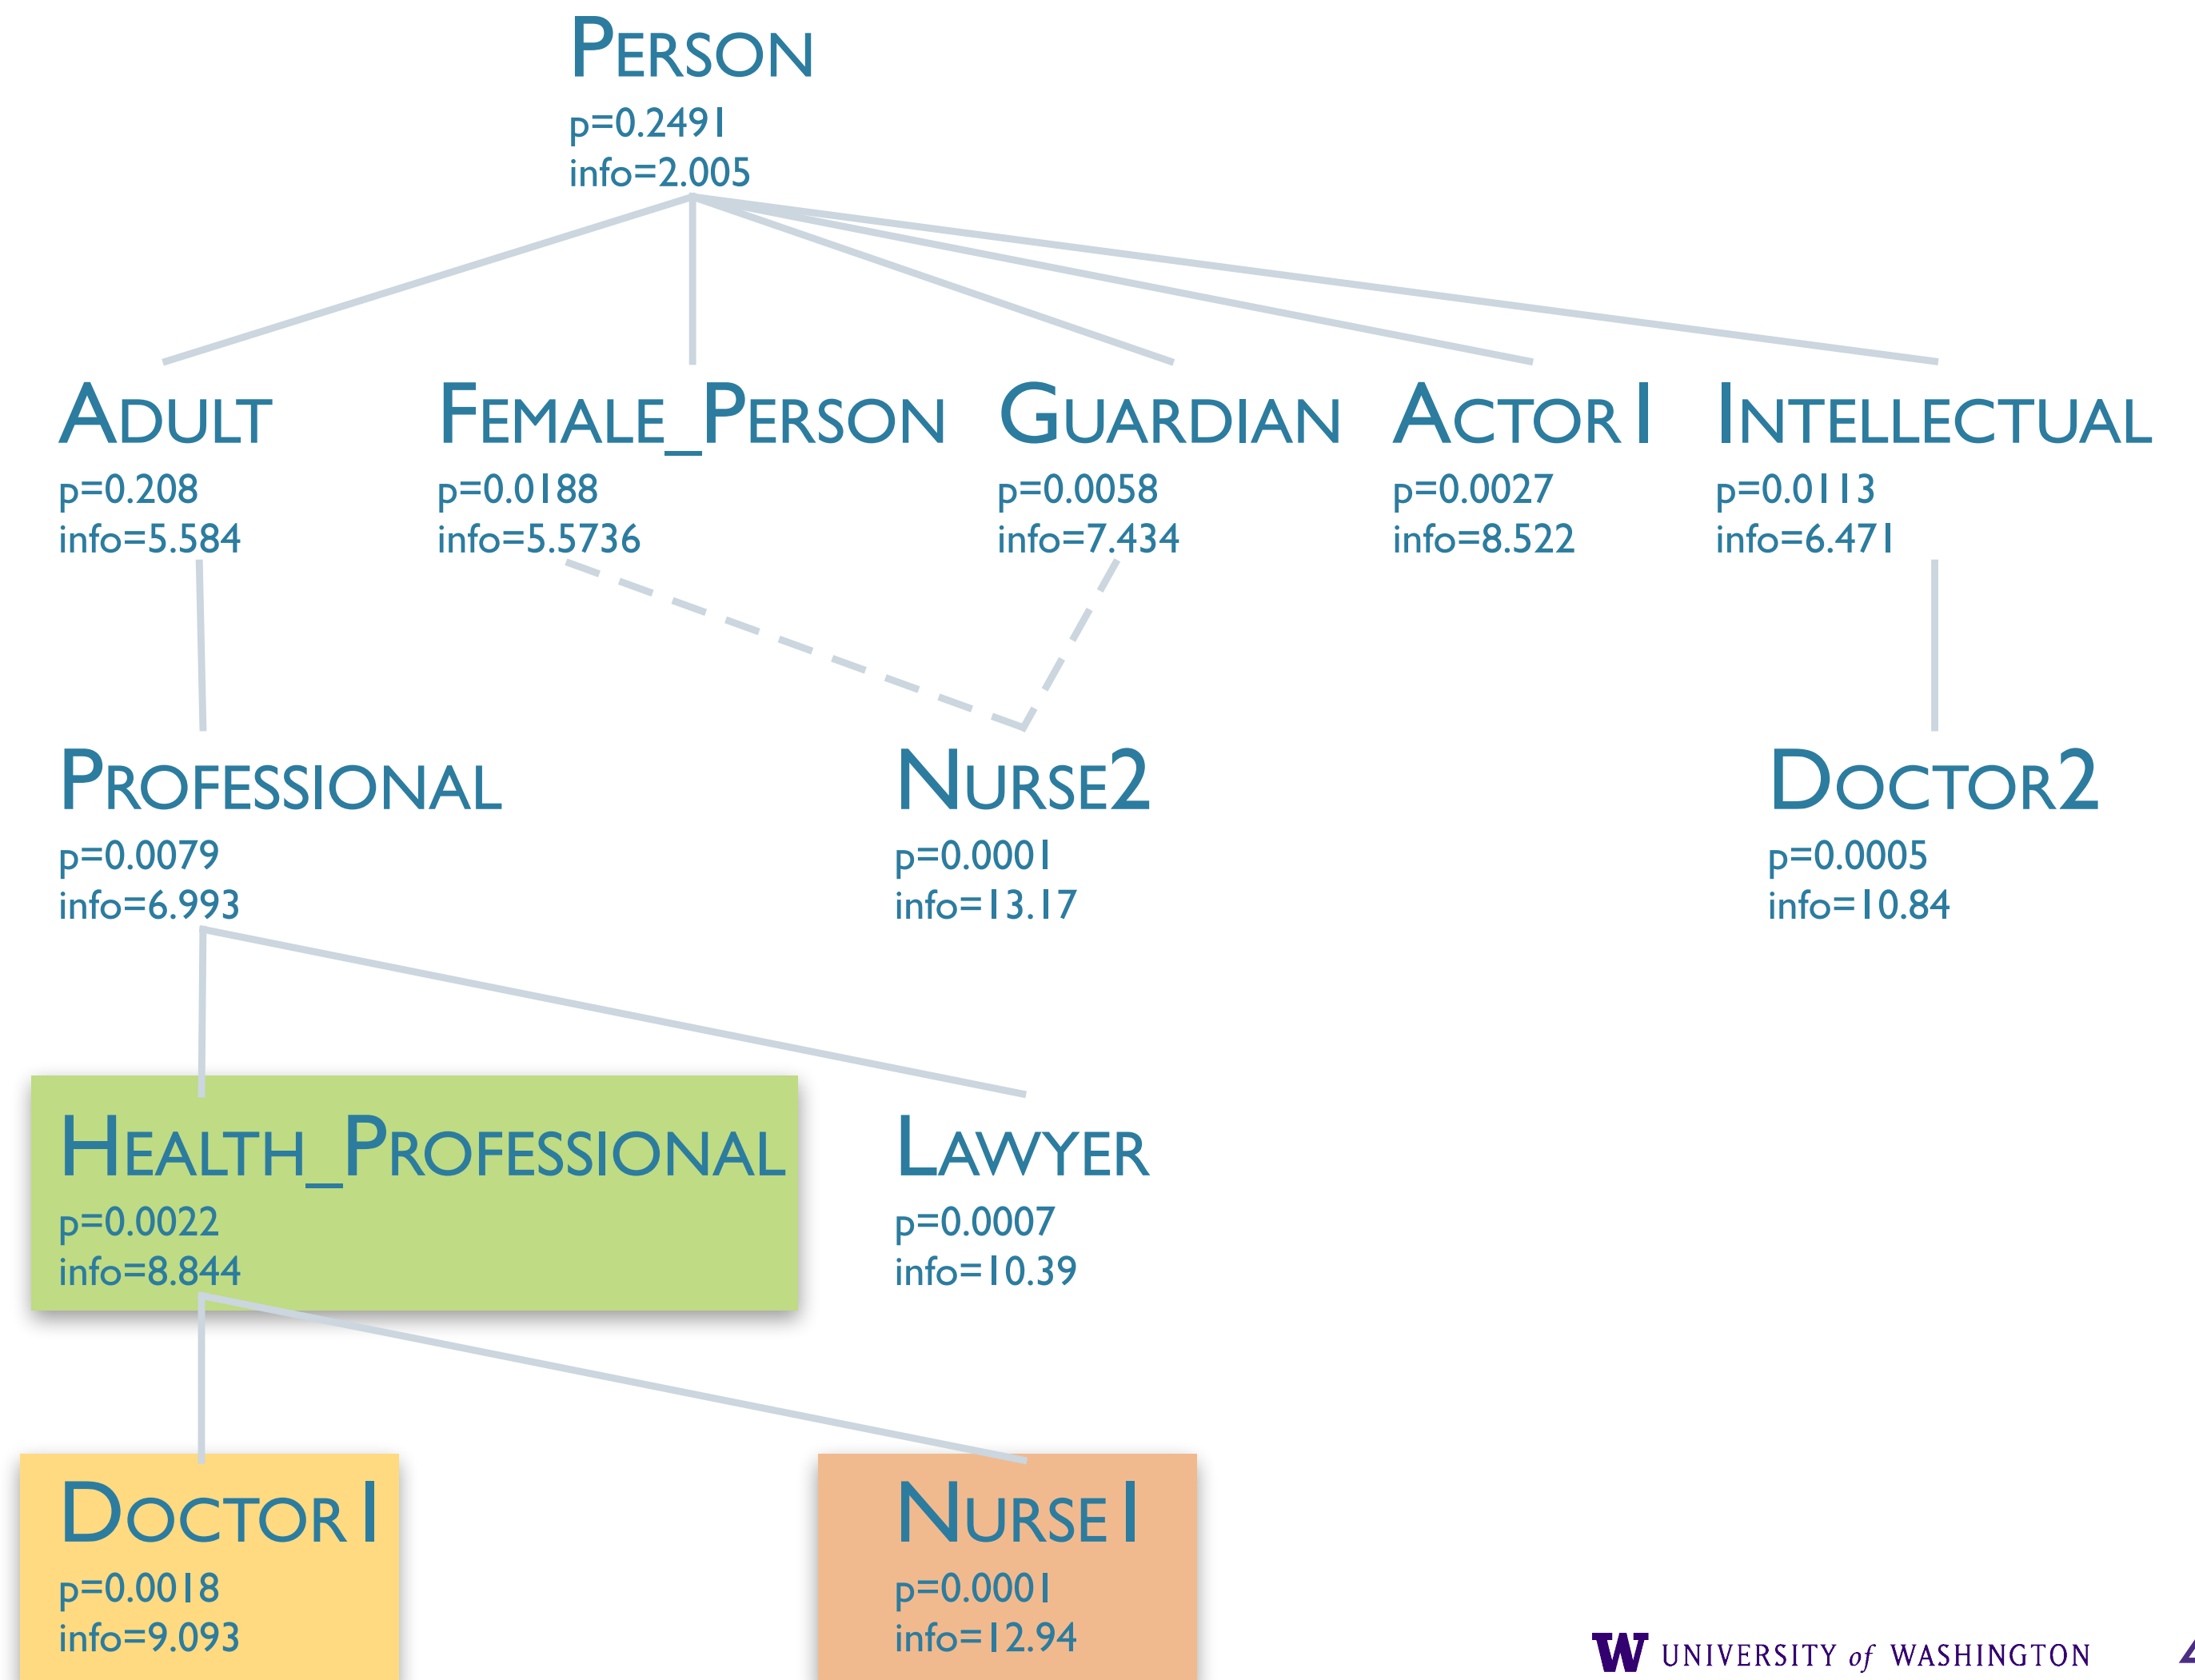 PERSON
p=0.2491
info=2.005
ADULT FEMALE_PERSON GUARDIAN ACTOR1 INTELLECTUAL
p=0.208 p=0.0188 p=0.0058 p=0.0027 p=0.0113
info=5.584 info=5.5736 info=7.434 info=8.522 info=6.471
PROFESSIONAL NURSE2 DOCTOR2
p=0.0079 p=0.0001 p=0.0005
info=6.993 info=13.17 info=10.84
HEALTH_PROFESSIONAL LAWYER
p=0.0022 p=0.0007
info=8.844 info=10.39
DOCTOR1 NURSE1
p=0.0018 p=0.0001
info=9.093 info=12.94
W UNIVERSITY of WASHINGTON